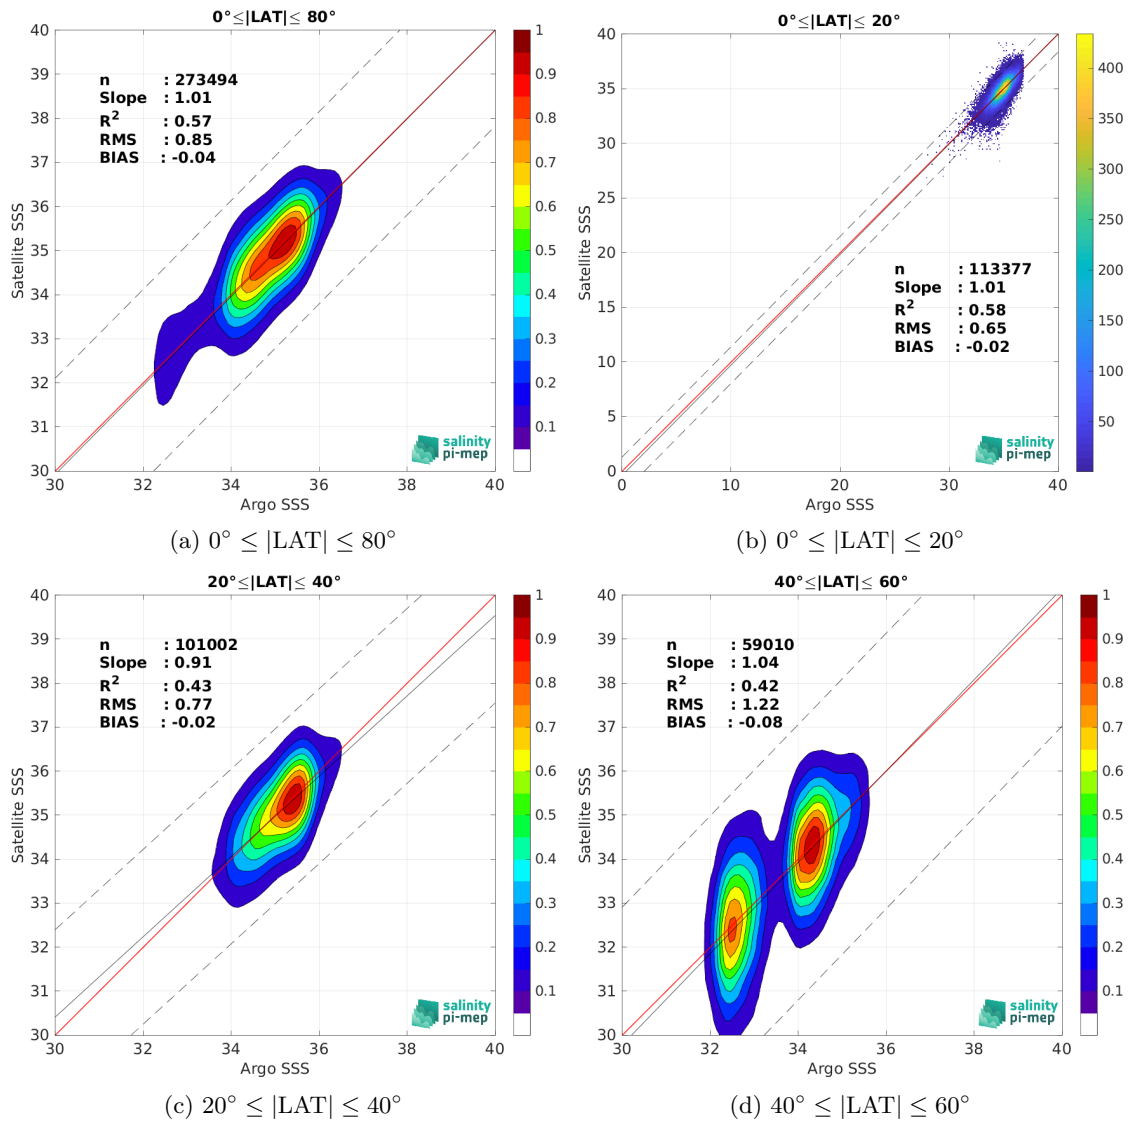 0°≤|LAT|≤ 80°
40
39
38
37
36
35
34
33
32
31
30
Satellite SSS
n : 273494
Slope : 1.01
R2 : 0.57
RMS : 0.85
BIAS : -0.04
salinity
pi-mep
30 32 34 36 38 40
Argo SSS
1
0.9
0.8
0.7
0.6
0.5
0.4
0.3
0.2
0.1
(a) 0° ≤ |LAT| ≤ 80°
0°≤|LAT|≤ 20°
40
35
30
25
20
15
10
5
0
Satellite SSS
n : 113377
Slope : 1.01
R2 : 0.58
RMS : 0.65
BIAS : -0.02
salinity
pi-mep
0 10 20 30 40
Argo SSS
400
350
300
250
200
150
100
50
(b) 0° ≤ |LAT| ≤ 20°
20°≤|LAT|≤ 40°
40
39
38
37
36
35
34
33
32
31
30
Satellite SSS
n : 101002
Slope : 0.91
R2 : 0.43
RMS : 0.77
BIAS : -0.02
salinity
pi-mep
30 32 34 36 38 40
Argo SSS
1
0.9
0.8
0.7
0.6
0.5
0.4
0.3
0.2
0.1
(c) 20° ≤ |LAT| ≤ 40°
40°≤|LAT|≤ 60°
40
39
38
37
36
35
34
33
32
31
30
Satellite SSS
n : 59010
Slope : 1.04
R2 : 0.42
RMS : 1.22
BIAS : -0.08
salinity
pi-mep
30 32 34 36 38 40
Argo SSS
1
0.9
0.8
0.7
0.6
0.5
0.4
0.3
0.2
0.1
(d) 40° ≤ |LAT| ≤ 60°